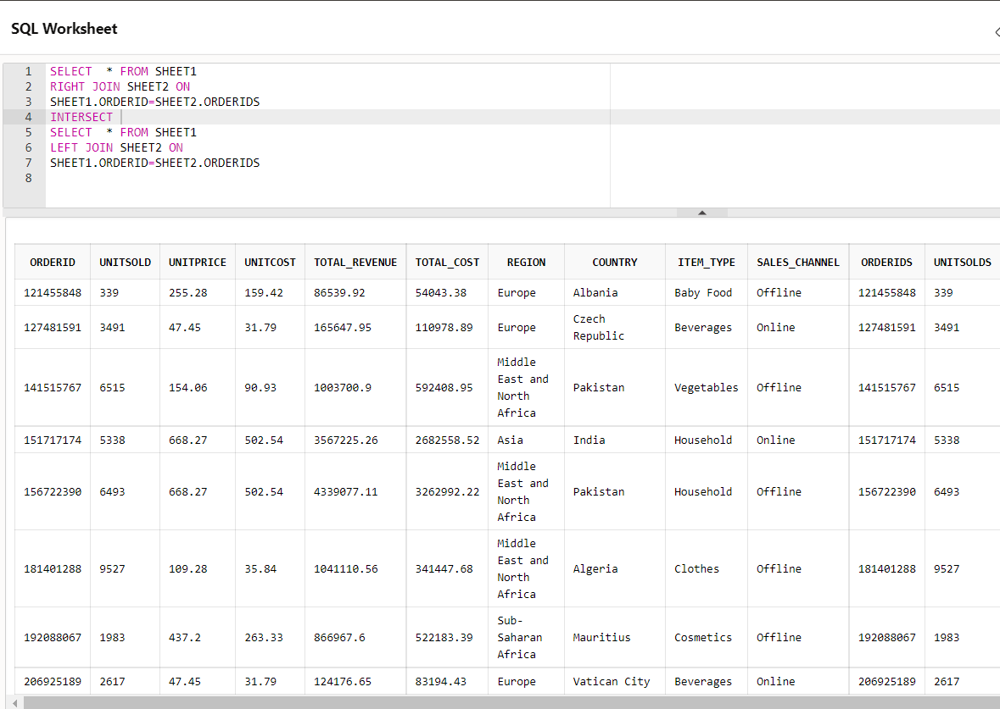 SQL Worksheet
1 SELECT * FROM SHEET1
2 RIGHT JOIN SHEET2 ON
3 SHEET1.ORDERID=SHEET2.ORDERIDS
4 INTERSECT
5 SELECT * FROM SHEET1
6 LEFT JOIN SHEET2 ON
7 SHEET1.ORDERID=SHEET2.ORDERIDS
8
ORDERID UNITSOLD UNITPRICE UNITCOST TOTAL_REVENUE TOTAL_COST REGION COUNTRY ITEM_TYPE SALES_CHANNEL ORDERIDS UNITSOLDS
121455848 339 255.28 159.42 86539.92 54043.38 Europe Albania Baby Food Offline 121455848 339
127481591 3491 47.45 31.79 165647.95 110978.89 Europe Czech Republic Beverages Online 127481591 3491
141515767 6515 154.06 90.93 1003700.9 592408.95 Middle East and North Africa Pakistan Vegetables Offline 141515767 6515
151717174 5338 668.27 502.54 3567225.26 2682558.52 Asia India Household Online 151717174 5338
156722390 6493 668.27 502.54 4339077.11 3262992.22 Middle East and North Africa Pakistan Household Offline 156722390 6493
181401288 9527 109.28 35.84 1041110.56 341447.68 Middle East and North Africa Algeria Clothes Offline 181401288 9527
192088067 1983 437.2 263.33 866967.6 522183.39 Sub-Saharan Africa Mauritius Cosmetics Offline 192088067 1983
206925189 2617 47.45 31.79 124176.65 83194.43 Europe Vatican City Beverages Online 206925189 2617